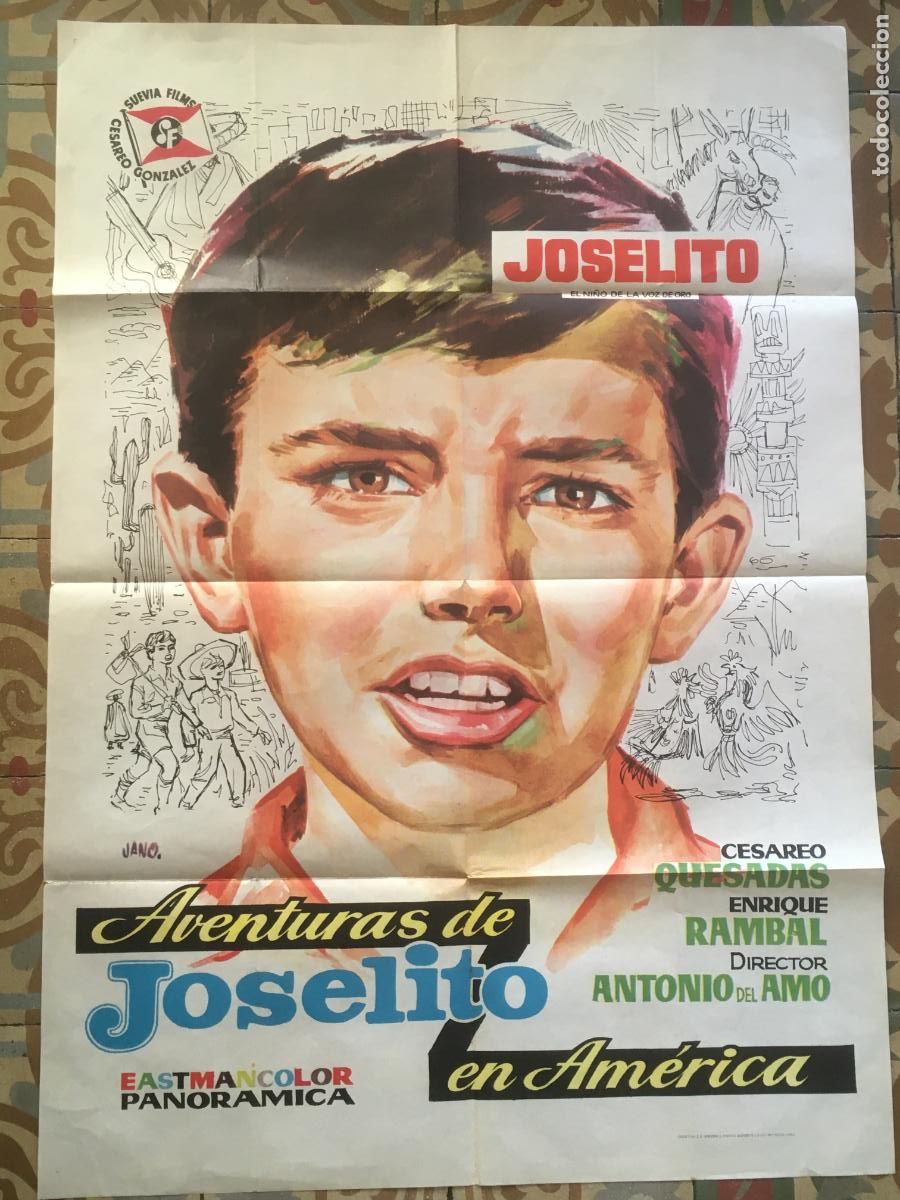 todocoleccion
SUEVIA FILMS
CESAREO GONZALEZ
SF
JOSELITO
EL NIÑO DE LA VOZ DE ORO
JANO.
CESAREO
QUESADAS
ENRIQUE
RAMBAL
DIRECTOR
ANTONIO DEL AMO
Aventuras de
Joselito
en América
EASTMANCOLOR
PANORAMICA